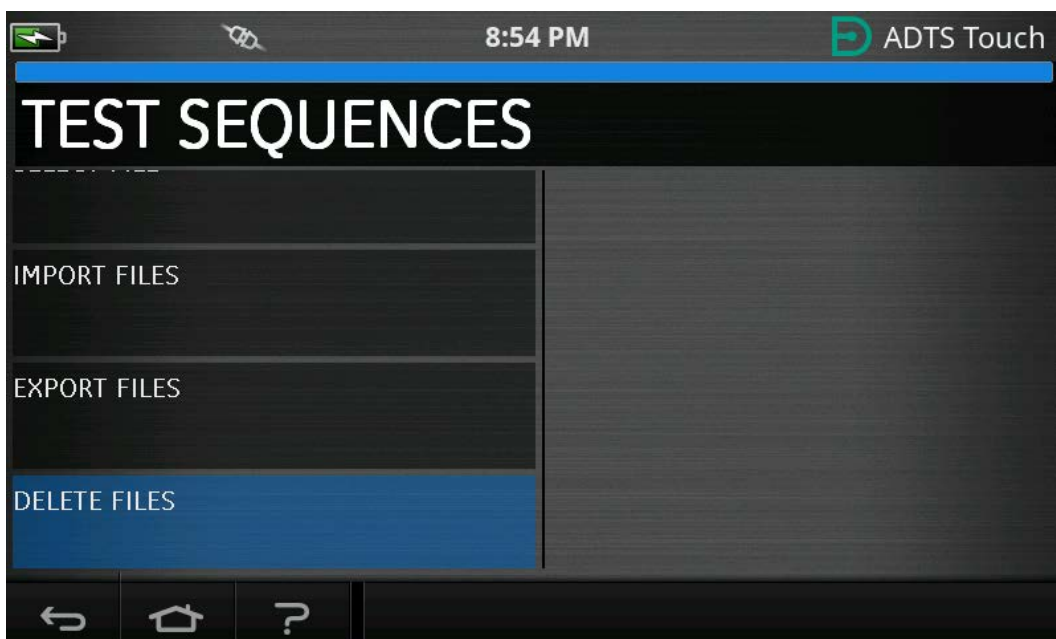 8:54 PM
ADTS Touch
TEST SEQUENCES
IMPORT FILES
EXPORT FILES
DELETE FILES
?